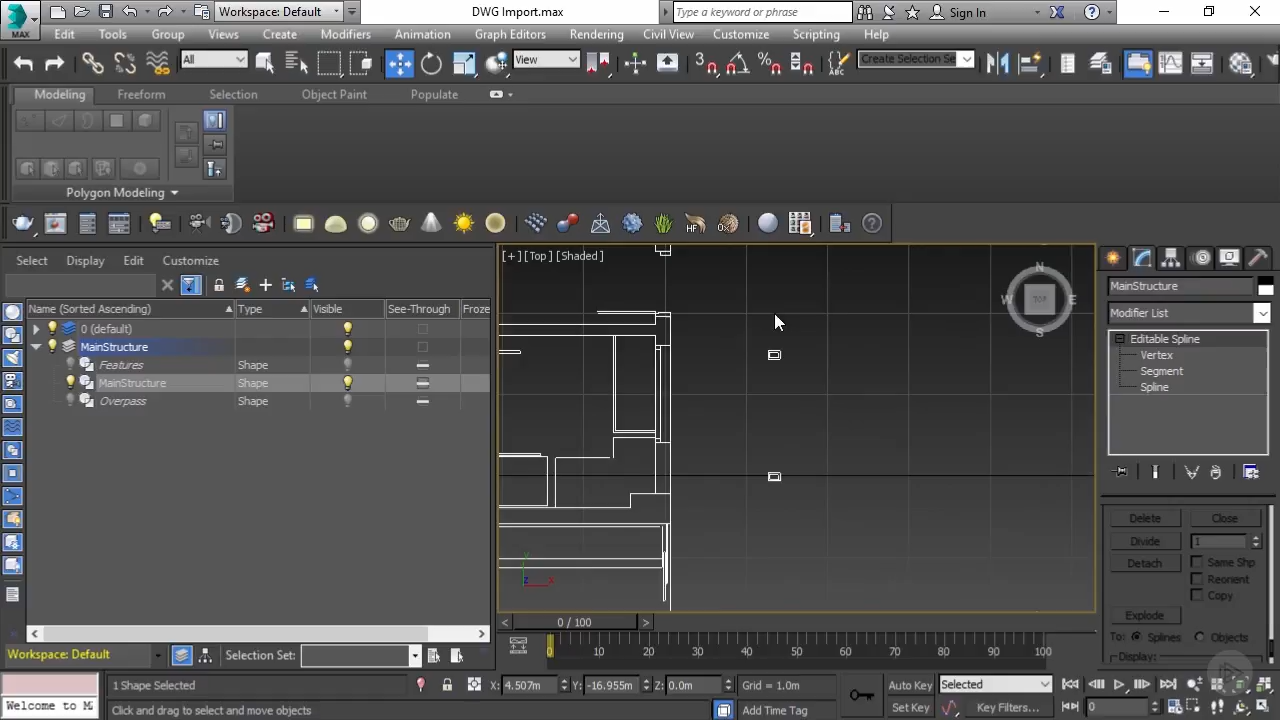 Workspace: Default
DWG Import.max
Type a keyword or phrase
Sign In
MAX
Edit Tools Group Views Create Modifiers Animation Graph Editors Rendering Civil View Customize Scripting Help
All
View
3
Create Selection Se
Modeling Freeform Selection Object Paint Populate
Polygon Modeling
HF
Select Display Edit Customize
Name (Sorted Ascending) Type Visible See-Through Froze
0 (default)
MainStructure
Features Shape
MainStructure Shape
Overpass Shape
[+] [Top] [Shaded]
N
W TOP E
S
Y
Z X
MainStructure
Modifier List
Editable Spline
Vertex
Segment
Spline
Delete Close
Divide 1
Detach Same Shp
Reorient
Copy
Explode
To: Splines Objects
Display:
0 / 100
0 10 20 30 40 50 60 70 80 90 100
Workspace: Default
Selection Set:
1 Shape Selected
X: 4.507m Y: -16.955m Z: 0.0m Grid = 1.0m
Auto Key Selected
Welcome to M
Click and drag to select and move objects
Add Time Tag
Set Key Key Filters... 0